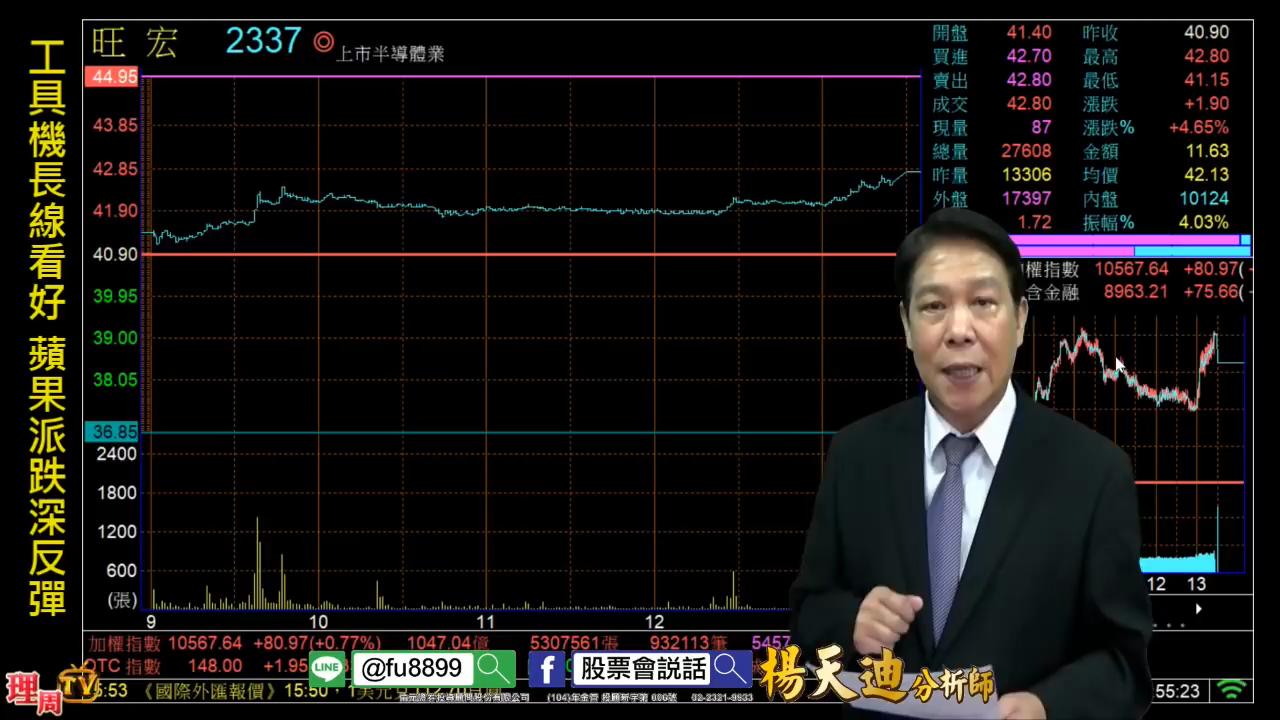 工具機長線看好 蘋果派跌深反彈
旺 宏 2337 ◎ 上市半導體業
44.95
43.85
42.85
41.90
40.90
39.95
39.00
38.05
36.85
2400
1800
1200
600
(張)
9 10 11 12
開盤 41.40 昨收 40.90
買進 42.70 最高 42.80
賣出 42.80 最低 41.15
成交 42.80 漲跌 +1.90
現量 87 漲跌% +4.65%
總量 27608 金額 11.63
昨量 13306 均價 42.13
外盤 17397 內盤 10124
1.72 振幅% 4.03%
權指數 10567.64 +80.97(
含金融 8963.21 +75.66(
12 13
加權指數 10567.64 +80.97(+0.77%) 1047.04億 5307561張 932113筆 5457
OTC 指數 148.00 +1.95
:53 《國際外匯報價》 15:50，
55:23
LINE @fu8899
f 股票會説話
楊天迪分析師
理周TV
02-2321-9933